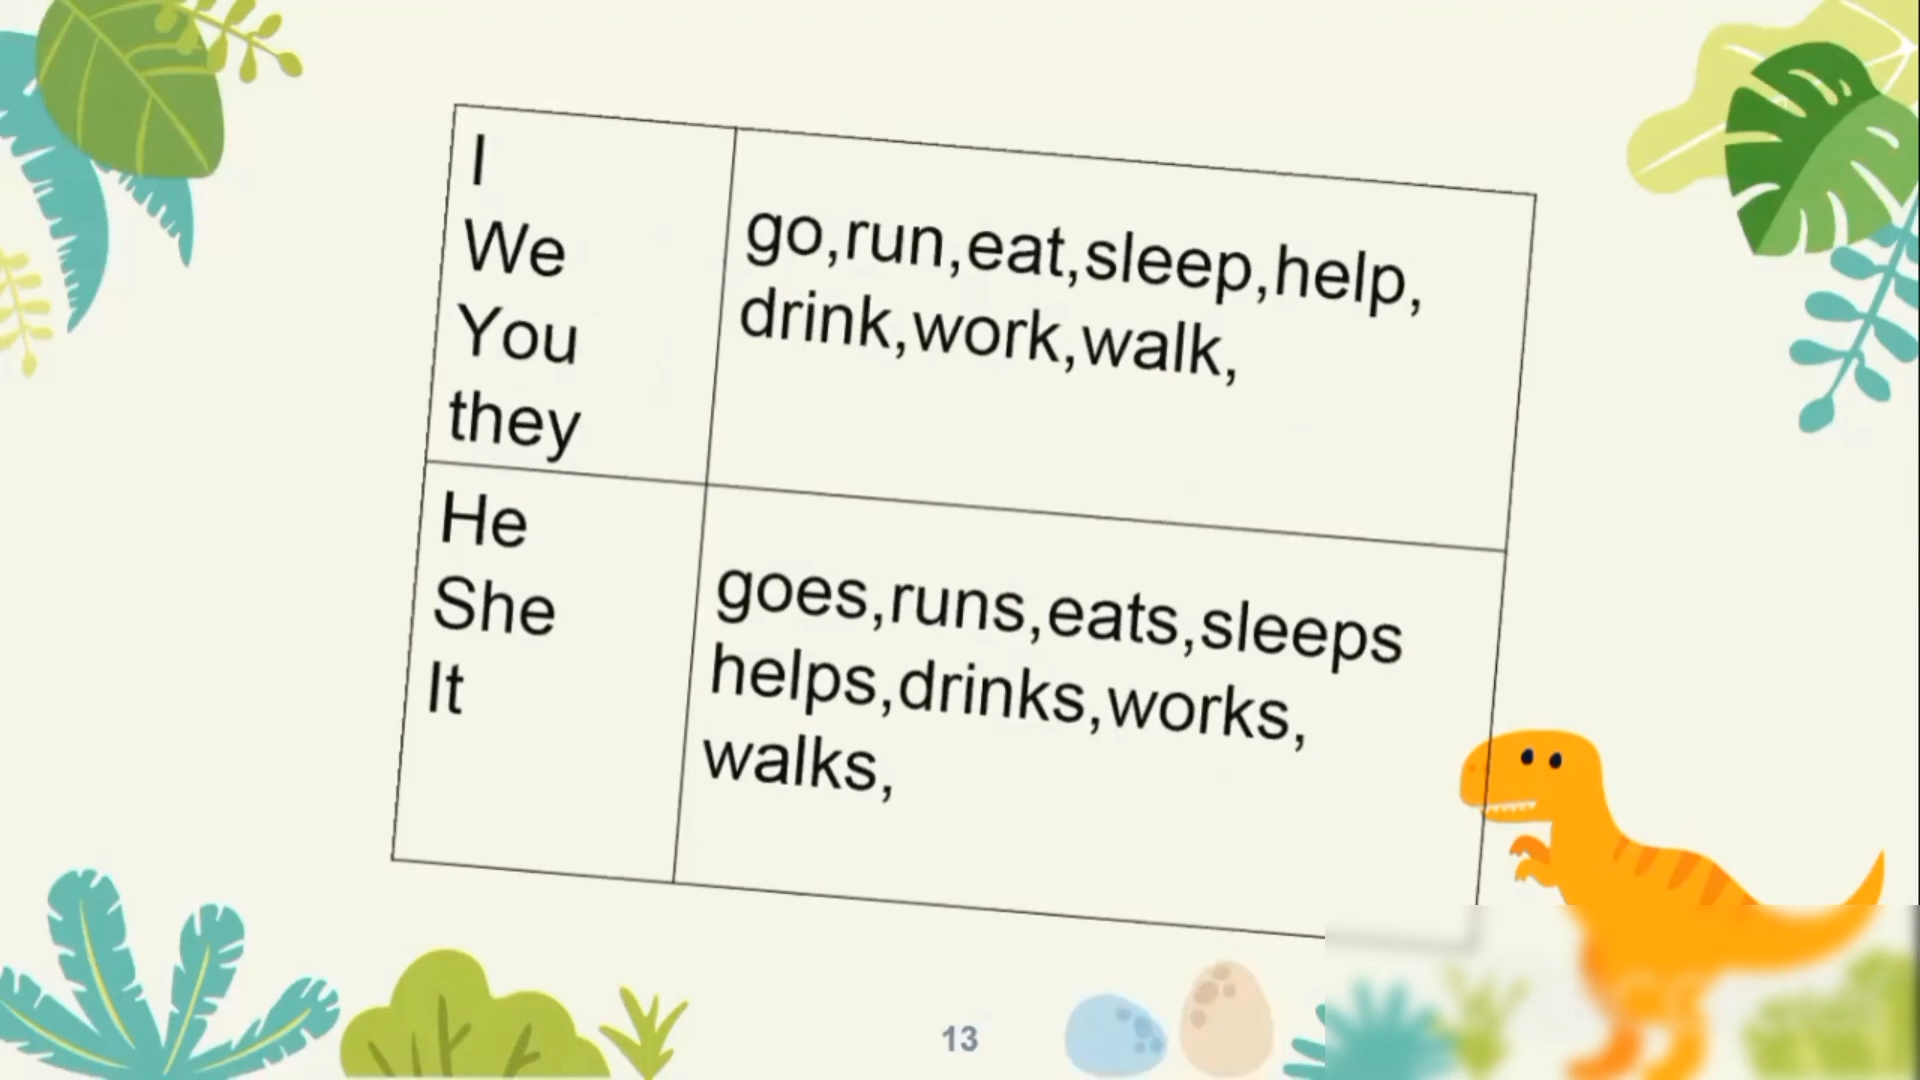 I
We
You
they
go,run,eat,sleep,help,
drink,work,walk,
He
She
It
goes,runs,eats,sleeps
helps,drinks,works,
walks,
13